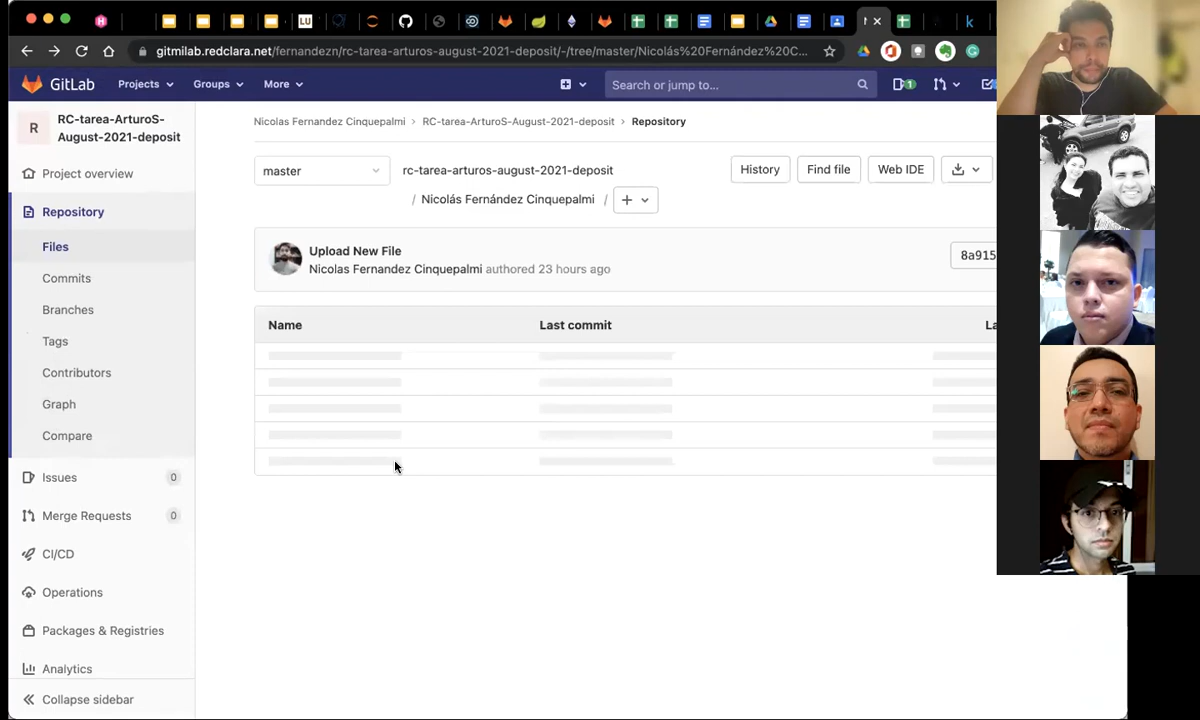 LU
gitmilab.redclara.net/fernandezn/rc-tarea-arturos-august-2021-deposit/-/tree/master/Nicolás%20Fernández%20C...
GitLab
Projects
Groups
More
Search or jump to...
1
R
RC-tarea-ArturoS-
August-2021-deposit
Project overview
Repository
Files
Commits
Branches
Tags
Contributors
Graph
Compare
Issues
0
Merge Requests
0
CI/CD
Operations
Packages & Registries
Analytics
Collapse sidebar
Nicolas Fernandez Cinquepalmi > RC-tarea-ArturoS-August-2021-deposit > Repository
master
rc-tarea-arturos-august-2021-deposit
/ Nicolás Fernández Cinquepalmi /
History
Find file
Web IDE
Upload New File
Nicolas Fernandez Cinquepalmi authored 23 hours ago
8a915
Name
Last commit
La